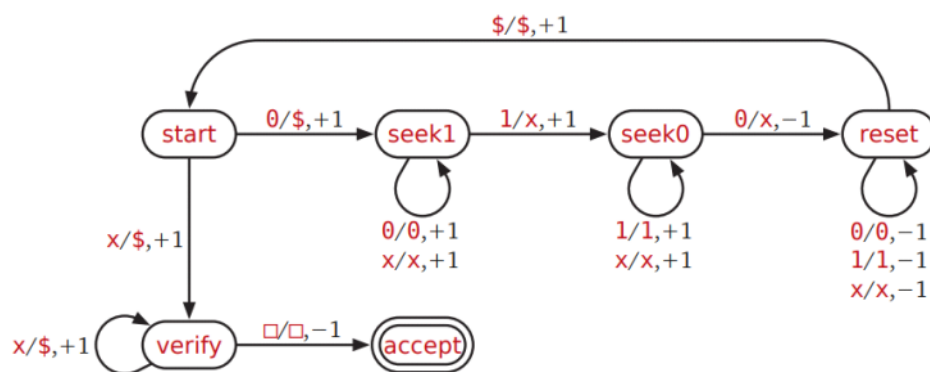 $/$,+1
start
0/$,+1
seek1
1/x,+1
seek0
0/x,−1
reset
0/0,+1
x/x,+1
1/1,+1
x/x,+1
0/0,−1
1/1,−1
x/x,−1
x/$,+1
x/$,+1
verify
□/□,−1
accept